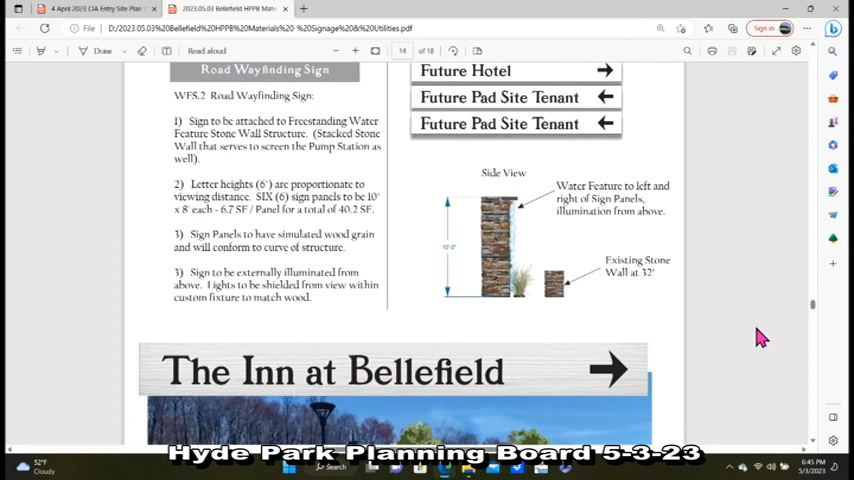 4 April 2023 CIA Entry Site Plan
2023.05.03 Bellefield HPPB Mate
Sign in
File
D:/2023.05.03%20Bellefield%20HPPB%20Materials%20-%20Signage%20&%20Utilities.pdf
Draw
Read aloud
14
of 18
Road Wayfinding Sign
WFS.2 Road Wayfinding Sign:
1) Sign to be attached to Freestanding Water
Feature Stone Wall Structure. (Stacked Stone
Wall that serves to screen the Pump Station as
well).
2) Letter heights (6") are proportionate to
viewing distance. SIX (6) sign panels to be 10"
x 8' each - 6.7 SF / Panel for a total of 40.2 SF.
3) Sign Panels to have simulated wood grain
and will conform to curve of structure.
3) Sign to be externally illuminated from
above. Lights to be shielded from view within
custom fixture to match wood.
Future Hotel
Future Pad Site Tenant
Future Pad Site Tenant
Side View
Water Feature to left and
right of Sign Panels,
illumination from above.
10'-0"
Existing Stone
Wall at 32"
The Inn at Bellefield
Hyde Park Planning Board 5-3-23
52°F
Cloudy
Search
6:45 PM
5/3/2023